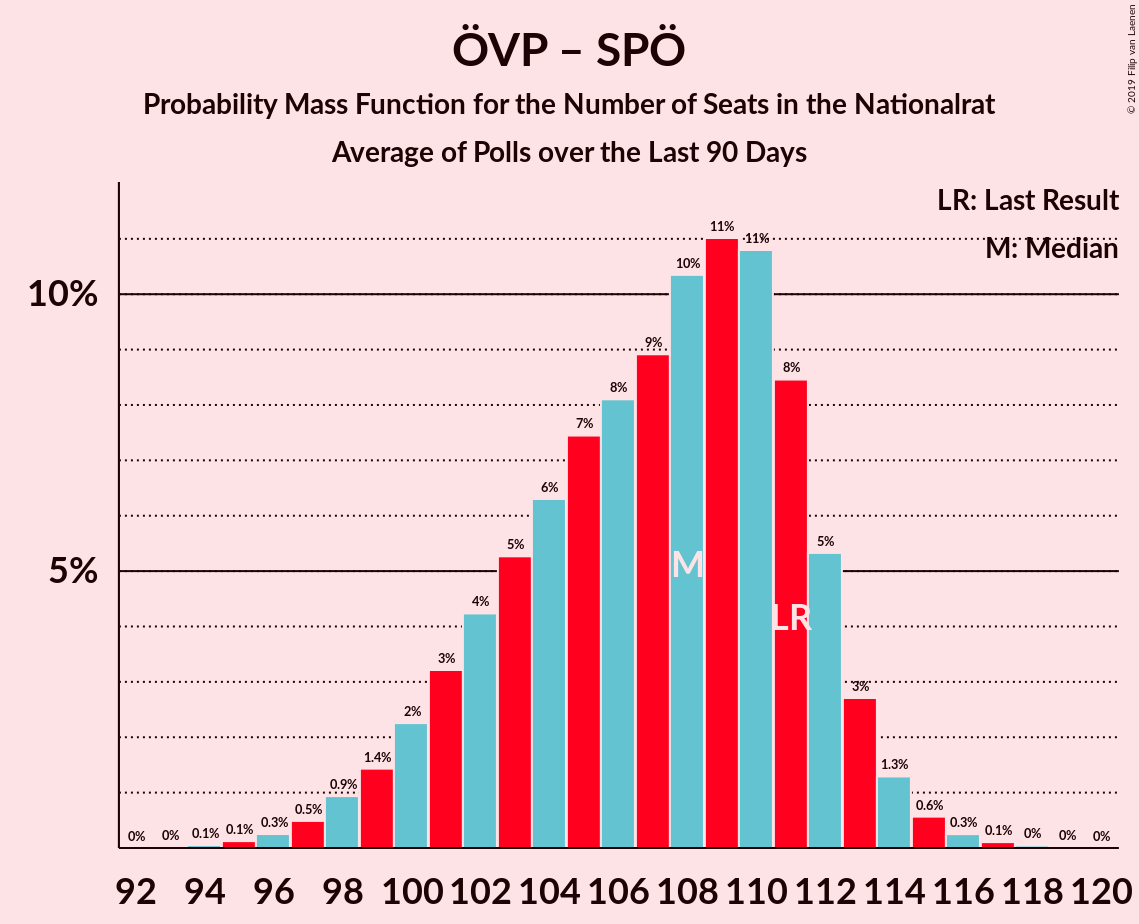 ÖVP – SPÖ
Probability Mass Function for the Number of Seats in the Nationalrat
Average of Polls over the Last 90 Days
© 2019 Filip van Laenen
LR: Last Result
M: Median
10%
5%
0% 0% 0.1% 0.1% 0.3% 0.5% 0.9% 1.4% 2% 3% 4% 5% 6% 7% 8% 9% 10% 11% 11% 8% 5% 3% 1.3% 0.6% 0.3% 0.1% 0% 0% 0%
M
LR
92 94 96 98 100 102 104 106 108 110 112 114 116 118 120